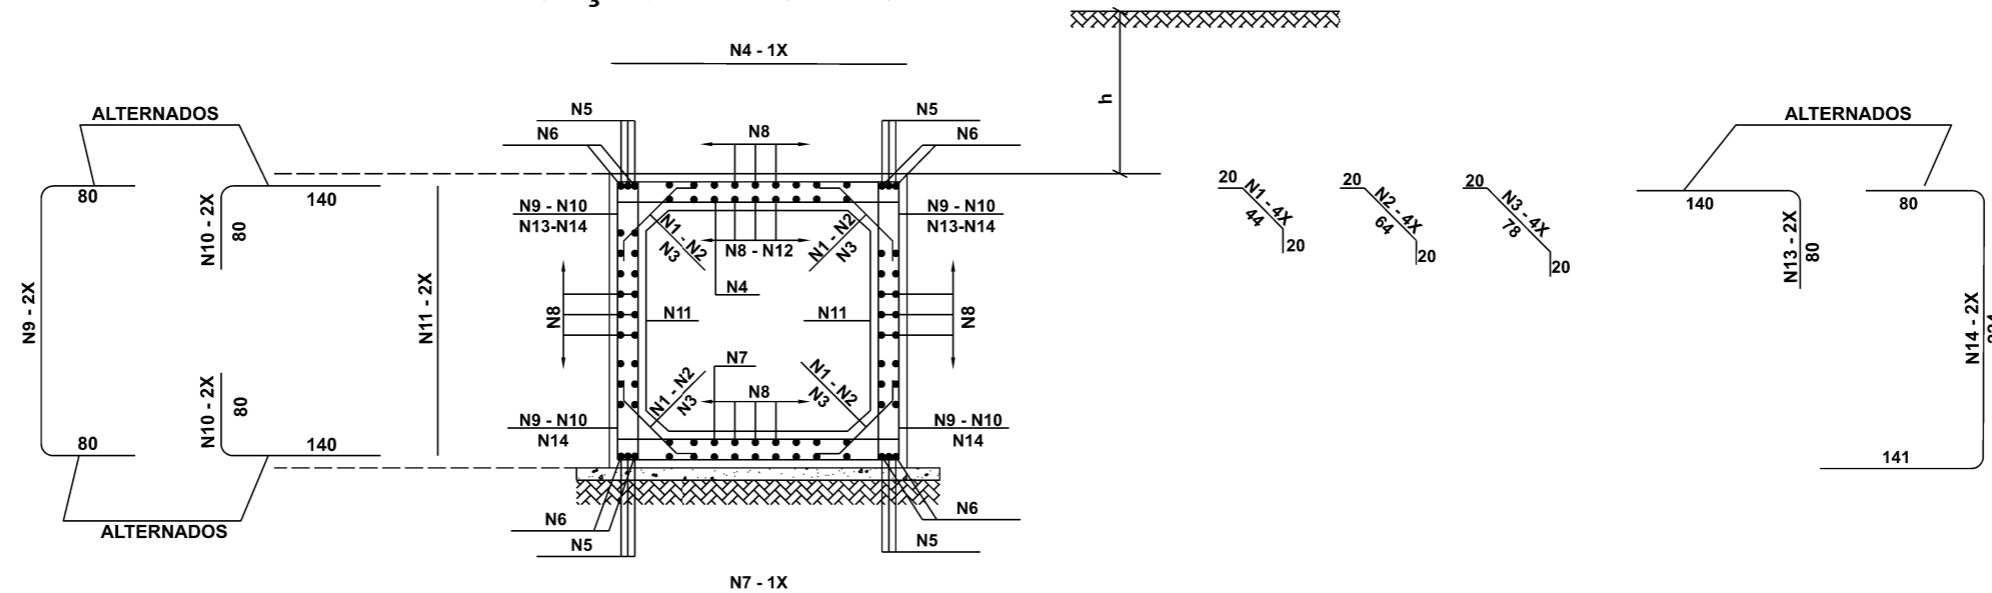 N4 - 1X
ALTERNADOS
80
N10 - 2X
80
140
N9 - 2X
N11 - 2X
N10 - 2X
80
80
140
ALTERNADOS
N5
N6
N8
N5
N6
N9 - N10
N13-N14
N9 - N10
N13-N14
N1 - N2
N3
N8 - N12
N1 - N2
N3
N4
N8
N11
N11
N8
N7
N1 - N2
N3
N8
N1 - N2
N3
N9 - N10
N14
N9 - N10
N14
N6
N5
N6
N5
N7 - 1X
h
20
N1 - 4X
44
20
20
N2 - 4X
64
20
20
N3 - 4X
78
20
ALTERNADOS
140
N13 - 2X
80
80
N14 - 2X
141